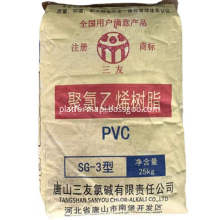 全国用户满意产品
注册 商标
三友
聚氯乙烯树脂
PVC
SG-3型
净含量
25kg
唐山三友氯碱有限责任公司
TANGSHAN SANYOU CHLOR-ALKALI CO.,LTD
河北省唐山市南堡开发区